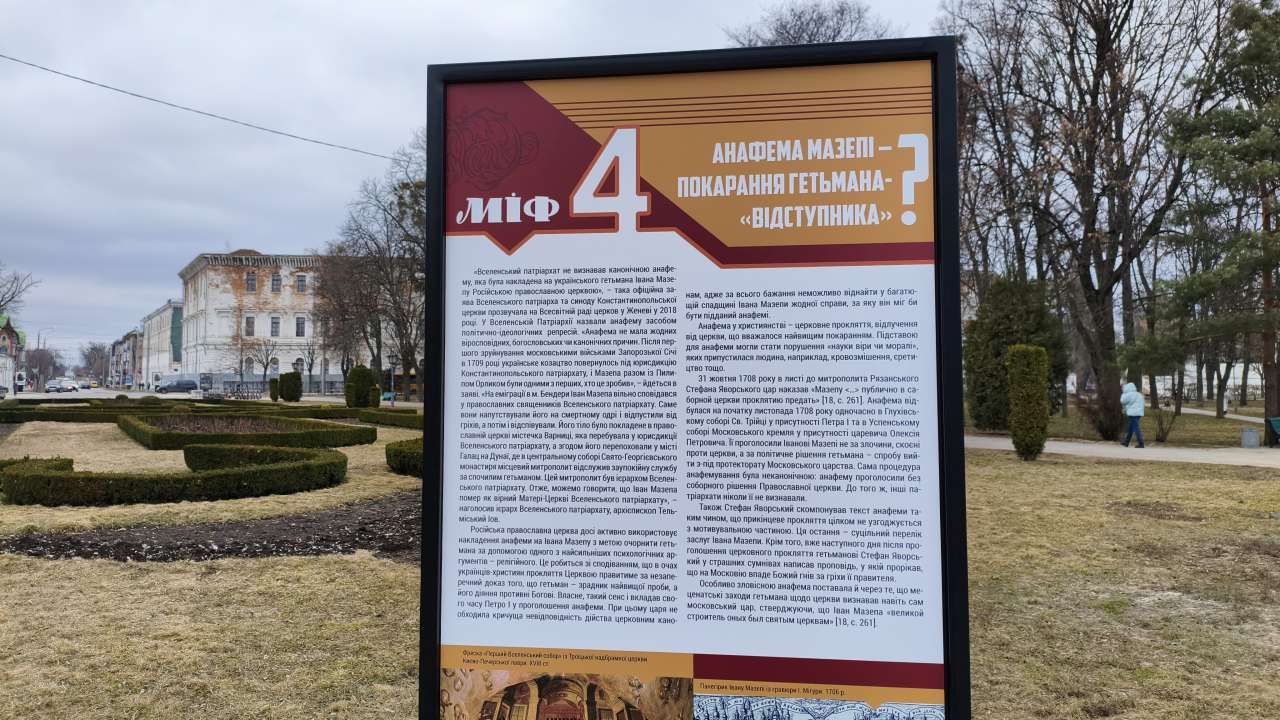 міф 4
АНАФЕМА МАЗЕПІ –
ПОКАРАННЯ ГЕТЬМАНА-
«ВІДСТУПНИКА»
?
«Вселенський патріархат не визнавав канонічною анафе-
му, яка була накладена на українського гетьмана Івана Мазе-
пу Російською православною церквою», – така офіційна за-
ява Вселенського патріарха та синоду Константинопольської
церкви прозвучала на Всесвітній раді церков у Женеві у 2018
році. У Вселенській Патріархії назвали анафему засобом
політично-ідеологічних репресій. «Анафема не мала жодних
віросповідних, богословських чи канонічних причин. Після пер-
шого зруйнування московськими військами Запорозької Січі
в 1709 році українське козацтво повернулось під юрисдикцію
Константинопольського патріархату, і Мазепа разом із Пили-
пом Орликом були одними з перших, хто це зробив», – йдеться в
заяві. «На еміграції в м. Бендери Іван Мазепа вільно сповідався
у православних священників Вселенського патріархату. Саме
вони напутствували його на смертному одрі і відпустили від
гріхів, а потім і відспівували. Його тіло було покладене в право-
славній церкві містечка Варниці, яка перебувала у юрисдикції
Вселенського патріархату, а згодом його перепоховали у місті
Галац на Дунаї, де в центральному соборі Свято-Георгієвського
монастиря місцевий митрополит відслужив заупокійну службу
за спочилим гетьманом. Цей митрополит був ієрархом Вселен-
ського патріархату. Отже, можемо говорити, що Іван Мазепа
помер як вірний Матері-Церкві Вселенського патріархату», –
наголосив ієрарх Вселенського патріархату, архієпископ Тель-
міський Іов.
Російська православна церква досі активно використовує
накладення анафеми на Івана Мазепу з метою очорнити геть-
мана за допомогою одного з найсильніших психологічних ар-
гументів – релігійного. Це робиться зі сподіванням, що в очах
українців-християн прокляття Церквою правитиме за незапе-
речний доказ того, що гетьман – зрадник найвищої проби, а
його діяння противні Богові. Власне, такий сенс і вкладав сво-
го часу Петро І у проголошення анафеми. При цьому царя не
обходила кричуща невідповідність дійства церковним кано-
нам, адже за всього бажання неможливо віднайти у багатю-
щій спадщині Івана Мазепи жодної справи, за яку він міг би
бути підданий анафемі.
Анафема у християнстві – церковне прокляття, відлучення
від церкви, що вважалося найвищим покаранням. Підставою
для анафеми могли стати порушення «науки віри чи моралі»,
яких припустилася людина, наприклад, кровозмішення, єрети-
цтво тощо.
31 жовтня 1708 року в листі до митрополита Рязанського
Стефана Яворського цар наказав «Мазепу <...> публично в са-
борной церкви проклятию предать» [18, с. 261]. Анафема від-
булася на початку листопада 1708 року одночасно в Глухівсь-
кому соборі Св. Трійці у присутності Петра І та в Успенсько-
му соборі Московського кремля у присутності царевича Олексія
Петровича. Її проголосили Іванові Мазепі не за злочини, скоєні
проти церкви, а за політичне рішення гетьмана – спробу вий-
ти з-під протекторату Московського царства. Сама процедура
анафемування була неканонічною: анафему проголосили без
соборного рішення Православної церкви. До того ж, інші па-
тріархати ніколи її не визнавали.
Також Стефан Яворський скомпонував текст анафеми та-
ким чином, що прикінцеве прокляття цілком не узгоджується
з мотивувальною частиною. Ця остання – суцільний перелік
заслуг Івана Мазепи. Крім того, вже наступного дня після про-
голошення церковного прокляття гетьманові Стефан Яворсь-
кий у страшних сумнівах написав проповідь, у якій прорікав,
що на Московію впаде Божий гнів за гріхи її правителя.
Особливо зловісною анафема поставала й через те, що ме-
ценатські заходи гетьмана щодо церкви визнавав навіть сам
московський цар, стверджуючи, що Іван Мазепа «великой
строитель оных был святым церквам» [18, с. 261].
Фреска «Перший Вселенський собор» із Троїцької надбрамної церкви
Києво-Печерської лаври. XVIII ст.
Панегірик Івану Мазепі із гравюри І. Мігури. 1706 р.